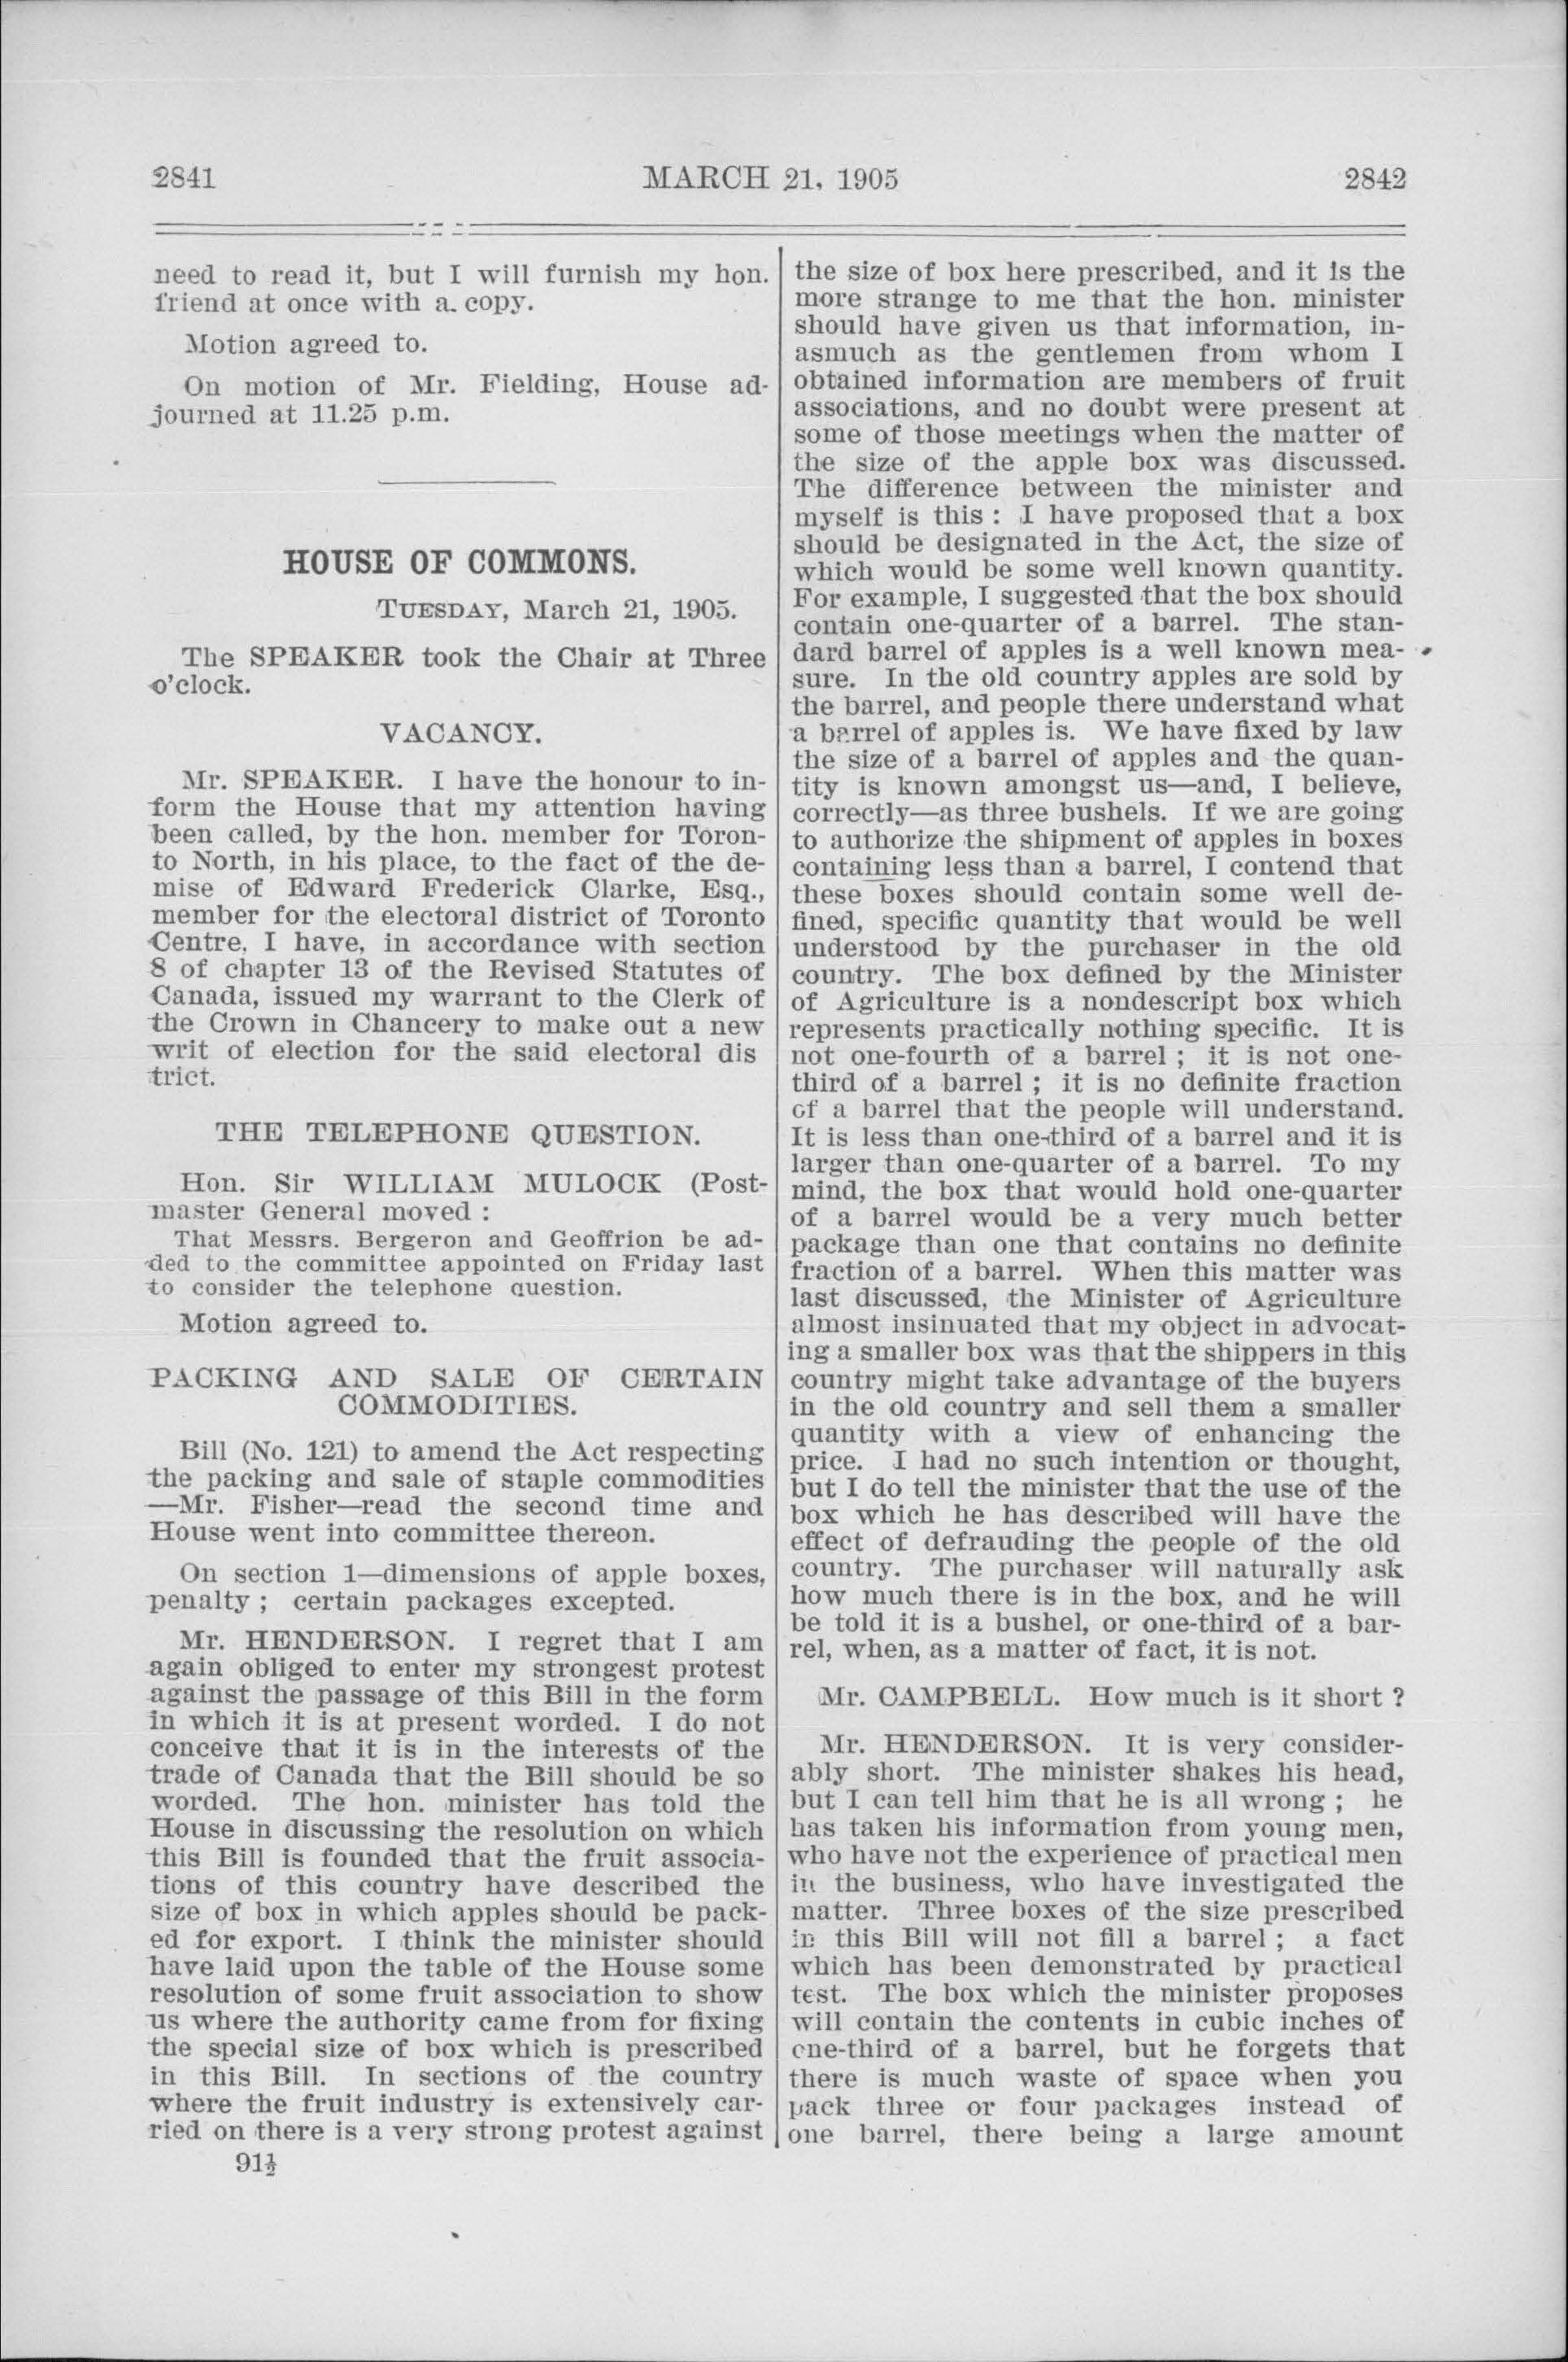 2841 MARCH 21, 1905 2842
need to read it, but I will furnish my hon.
friend at once with a copy.
Motion agreed to.
On motion of Mr. Fielding, House ad-
journed at 11.25 p.m.
HOUSE OF COMMONS.
TUESDAY, March 21, 1905.
The SPEAKER took the Chair at Three
o'clock.
VACANCY.
Mr. SPEAKER. I have the honour to in-
form the House that my attention having
been called, by the hon. member for Toron-
to North, in his place, to the fact of the de-
mise of Edward Frederick Clarke, Esq.,
member for the electoral district of Toronto
Centre, I have, in accordance with section
8 of chapter 13 of the Revised Statutes of
Canada, issued my warrant to the Clerk of
the Crown in Chancery to make out a new
writ of election for the said electoral dis
trict.
THE TELEPHONE QUESTION.
Hon. Sir WILLIAM MULOCK (Post-
master General moved :
That Messrs. Bergeron and Geoffrion be ad-
ded to the committee appointed on Friday last
to consider the telephone question.
Motion agreed to.
PACKING AND SALE OF CERTAIN
COMMODITIES.
Bill (No. 121) to amend the Act respecting
the packing and sale of staple commodities
—Mr. Fisher—read the second time and
House went into committee thereon.
On section 1—dimensions of apple boxes,
penalty ; certain packages excepted.
Mr. HENDERSON. I regret that I am
again obliged to enter my strongest protest
against the passage of this Bill in the form
in which it is at present worded. I do not
conceive that it is in the interests of the
trade of Canada that the Bill should be so
worded. The hon. minister has told the
House in discussing the resolution on which
this Bill is founded that the fruit associa-
tions of this country have described the
size of box in which apples should be pack-
ed for export. I think the minister should
have laid upon the table of the House some
resolution of some fruit association to show
us where the authority came from for fixing
the special size of box which is prescribed
in this Bill. In sections of the country
where the fruit industry is extensively car-
ried on there is a very strong protest against
91½
the size of box here prescribed, and it is the
more strange to me that the hon. minister
should have given us that information, in-
asmuch as the gentlemen from whom I
obtained information are members of fruit
associations, and no doubt were present at
some of those meetings when the matter of
the size of the apple box was discussed.
The difference between the minister and
myself is this : I have proposed that a box
should be designated in the Act, the size of
which would be some well known quantity.
For example, I suggested that the box should
contain one-quarter of a barrel. The stan-
dard barrel of apples is a well known mea-
sure. In the old country apples are sold by
the barrel, and people there understand what
a barrel of apples is. We have fixed by law
the size of a barrel of apples and the quan-
tity is known amongst us—and, I believe,
correctly—as three bushels. If we are going
to authorize the shipment of apples in boxes
containing less than a barrel, I contend that
these boxes should contain some well de-
fined, specific quantity that would be well
understood by the purchaser in the old
country. The box defined by the Minister
of Agriculture is a nondescript box which
represents practically nothing specific. It is
not one-fourth of a barrel ; it is not one-
third of a barrel ; it is no definite fraction
of a barrel that the people will understand.
It is less than one-third of a barrel and it is
larger than one-quarter of a barrel. To my
mind, the box that would hold one-quarter
of a barrel would be a very much better
package than one that contains no definite
fraction of a barrel. When this matter was
last discussed, the Minister of Agriculture
almost insinuated that my object in advocat-
ing a smaller box was that the shippers in this
country might take advantage of the buyers
in the old country and sell them a smaller
quantity with a view of enhancing the
price. I had no such intention or thought,
but I do tell the minister that the use of the
box which he has described will have the
effect of defrauding the people of the old
country. The purchaser will naturally ask
how much there is in the box, and he will
be told it is a bushel, or one-third of a bar-
rel, when, as a matter of fact, it is not.
Mr. CAMPBELL. How much is it short ?
Mr. HENDERSON. It is very consider-
ably short. The minister shakes his head,
but I can tell him that he is all wrong ; he
has taken his information from young men,
who have not the experience of practical men
in the business, who have investigated the
matter. Three boxes of the size prescribed
in this Bill will not fill a barrel ; a fact
which has been demonstrated by practical
test. The box which the minister proposes
will contain the contents in cubic inches of
one-third of a barrel, but he forgets that
there is much waste of space when you
pack three or four packages instead of
one barrel, there being a large amount